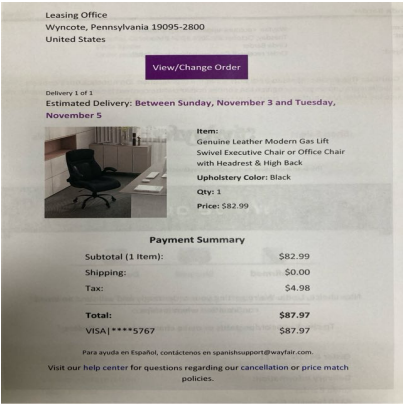 Leasing Office
Wyncote, Pennsylvania 19095-2800
United States
View/Change Order
Delivery 1 of 1
Estimated Delivery: Between Sunday, November 3 and Tuesday,
November 5
Item:
Genuine Leather Modern Gas Lift
Swivel Executive Chair or Office Chair
with Headrest & High Back
Upholstery Color: Black
Qty: 1
Price: $82.99
Payment Summary
Subtotal (1 Item): $82.99
Shipping: $0.00
Tax: $4.98
Total: $87.97
VISA|****5767 $87.97
Para ayuda en Español, contáctenos en spanishsupport@wayfair.com.
Visit our help center for questions regarding our cancellation or price match
policies.